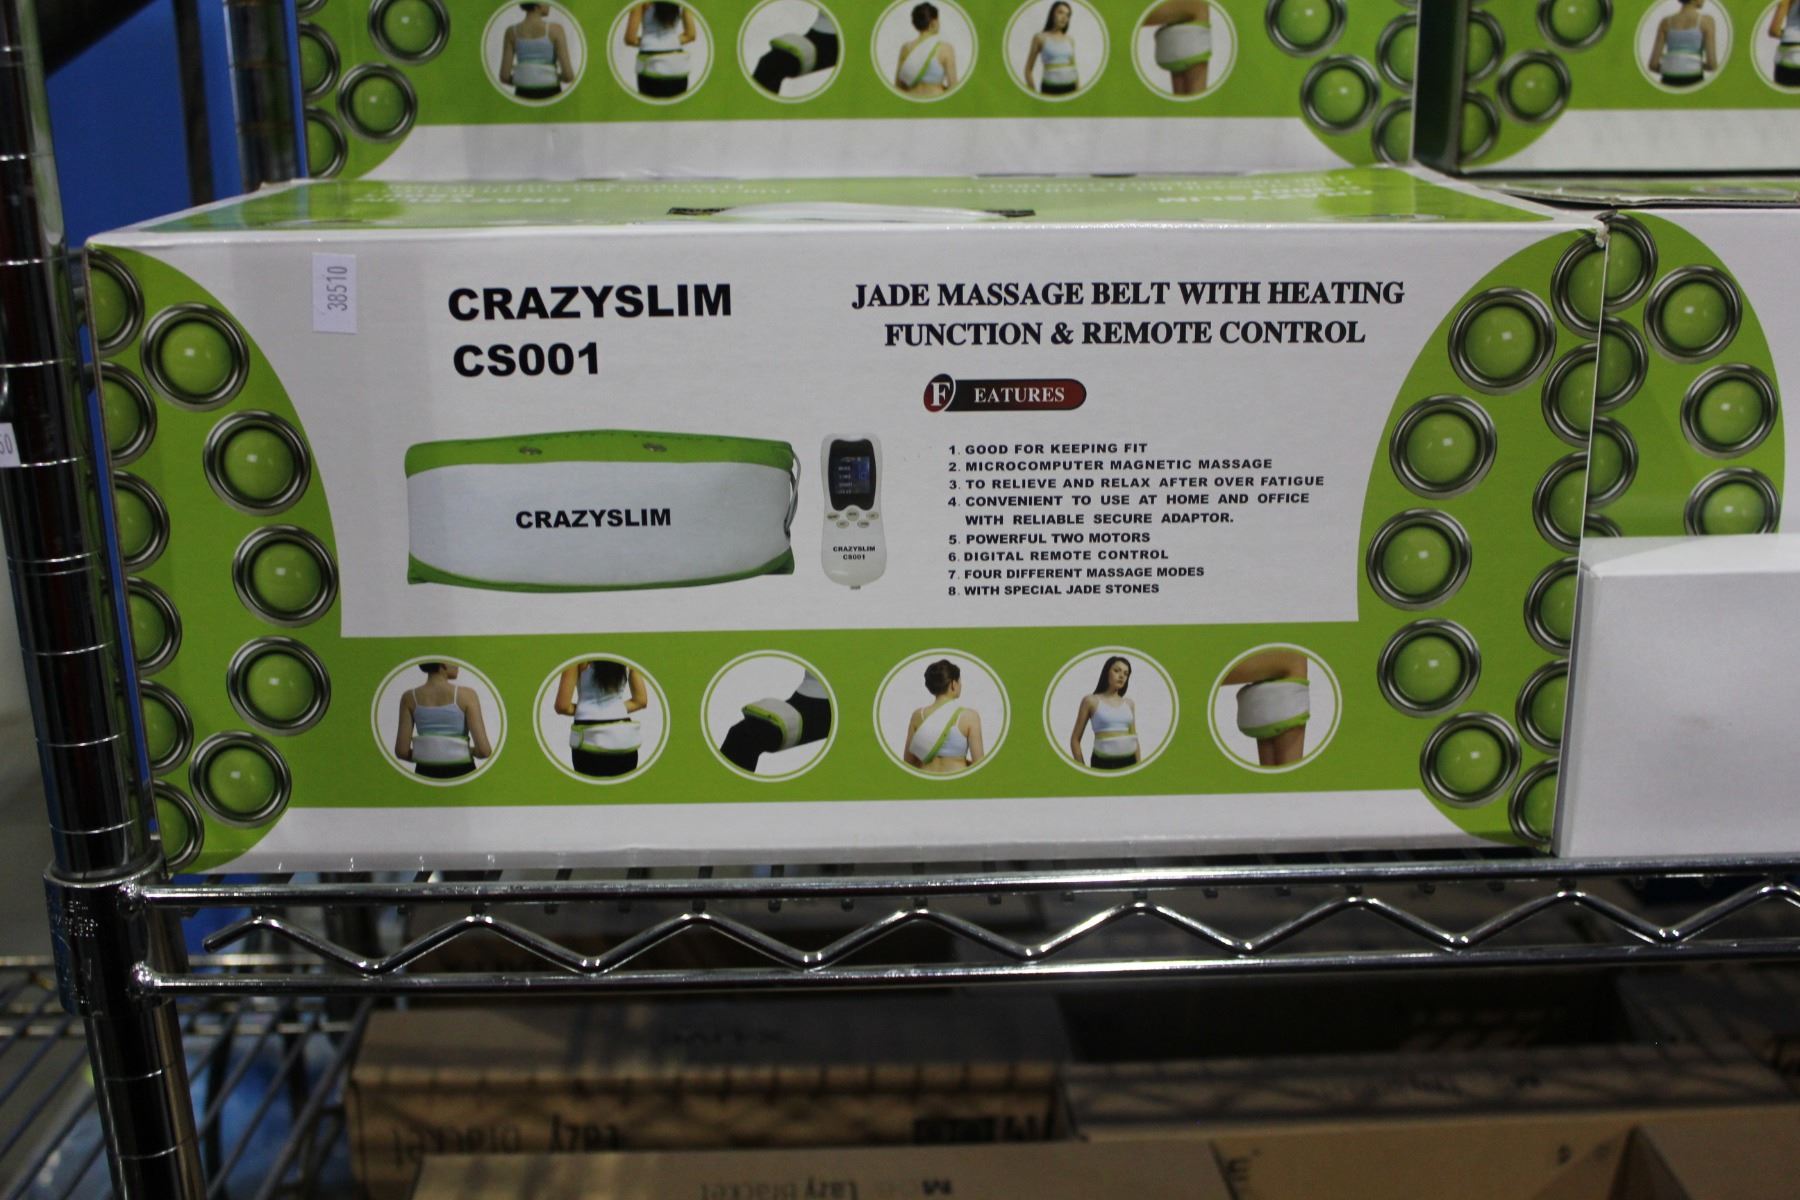 38510
CRAZYSLIM
CS001
JADE MASSAGE BELT WITH HEATING
FUNCTION & REMOTE CONTROL
FEATURES
1. GOOD FOR KEEPING FIT
2. MICROCOMPUTER MAGNETIC MASSAGE
3. TO RELIEVE AND RELAX AFTER OVER FATIGUE
4. CONVENIENT TO USE AT HOME AND OFFICE
WITH RELIABLE SECURE ADAPTOR.
5. POWERFUL TWO MOTORS
6. DIGITAL REMOTE CONTROL
7. FOUR DIFFERENT MASSAGE MODES
8. WITH SPECIAL JADE STONES
CRAZYSLIM
CRAZYSLIM
CS001